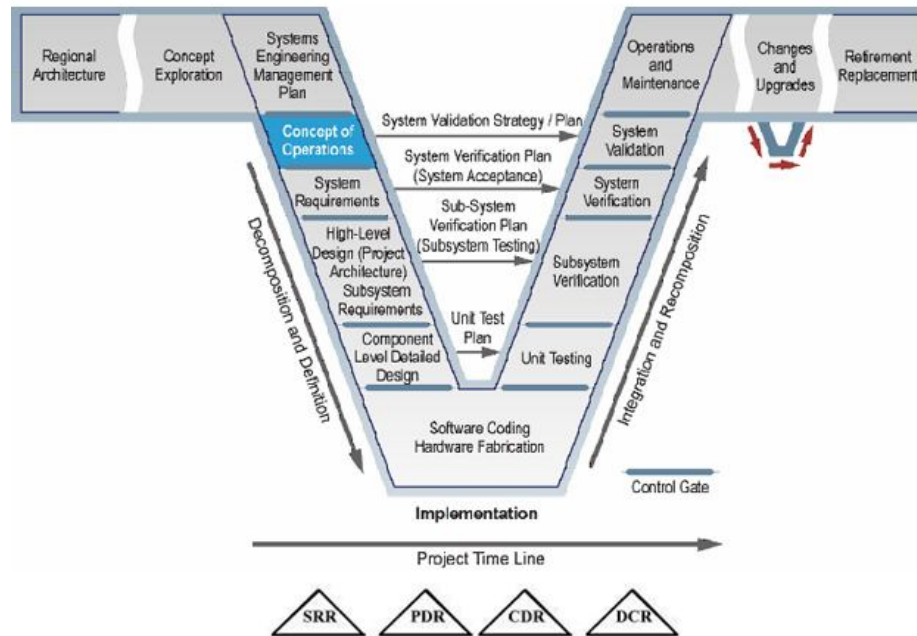 Regional
Architecture
Concept
Exploration
Systems
Engineering
Management
Plan
Operations
and
Maintenance
Changes
and
Upgrades
Retirement
Replacement
Concept of
Operations
System Validation Strategy / Plan
System
Validation
System Verification Plan
(System Acceptance)
System
Requirements
System
Verification
Sub-System
Verification Plan
(Subsystem Testing)
High-Level
Design (Project
Architecture)
Subsystem
Requirements
Subsystem
Verification
Unit Test
Plan
Component
Level Detailed
Design
Unit Testing
Decomposition and Definition
Integration and Recomposition
Software Coding
Hardware Fabrication
Control Gate
Implementation
Project Time Line
SRR
PDR
CDR
DCR